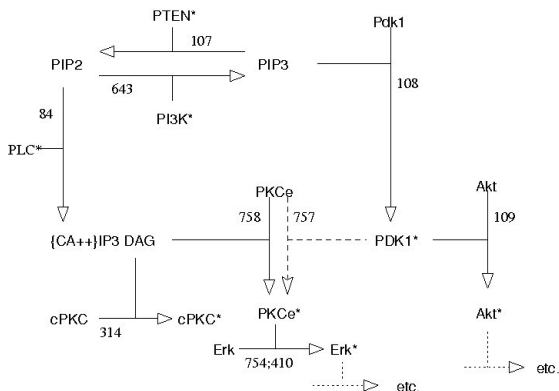 PTEN*
Pdk1
107
PIP2
PIP3
643
108
84
PI3K*
PLC*
PKCe
Akt
758
757
109
{CA++}IP3 DAG
PDK1*
cPKC
cPKC*
PKCe*
Akt*
314
Erk
Erk*
754;410
etc.
etc